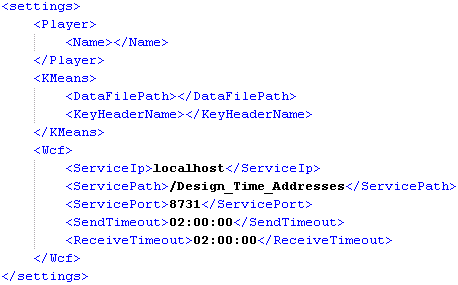 <settings>
<Player>
<Name></Name>
</Player>
<KMeans>
<DataFilePath></DataFilePath>
<KeyHeaderName></KeyHeaderName>
</KMeans>
<Wcf>
<ServiceIp>localhost</ServiceIp>
<ServicePath>/Design_Time_Addresses</ServicePath>
<ServicePort>8731</ServicePort>
<SendTimeout>02:00:00</SendTimeout>
<ReceiveTimeout>02:00:00</ReceiveTimeout>
</Wcf>
</settings>